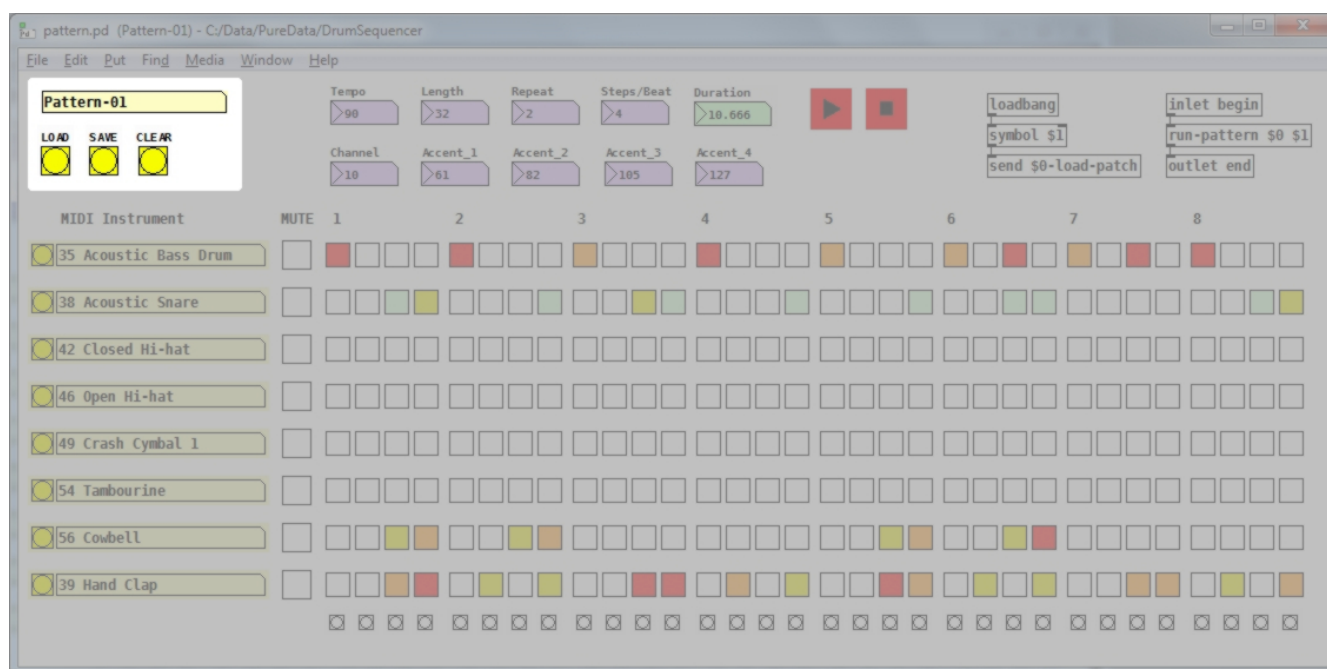 pattern.pd (Pattern-01) - C:/Data/PureData/DrumSequencer
File Edit Put Find Media Window Help
Pattern-01
LOAD SAVE CLEAR
Tempo Length Repeat Steps/Beat Duration
90 32 2 4 10.666
Channel Accent_1 Accent_2 Accent_3 Accent_4
10 61 82 105 127
loadbang
symbol $1
send $0-load-patch
inlet begin
run-pattern $0 $1
outlet end
MIDI Instrument MUTE 1 2 3 4 5 6 7 8
35 Acoustic Bass Drum
38 Acoustic Snare
42 Closed Hi-hat
46 Open Hi-hat
49 Crash Cymbal 1
54 Tambourine
56 Cowbell
39 Hand Clap